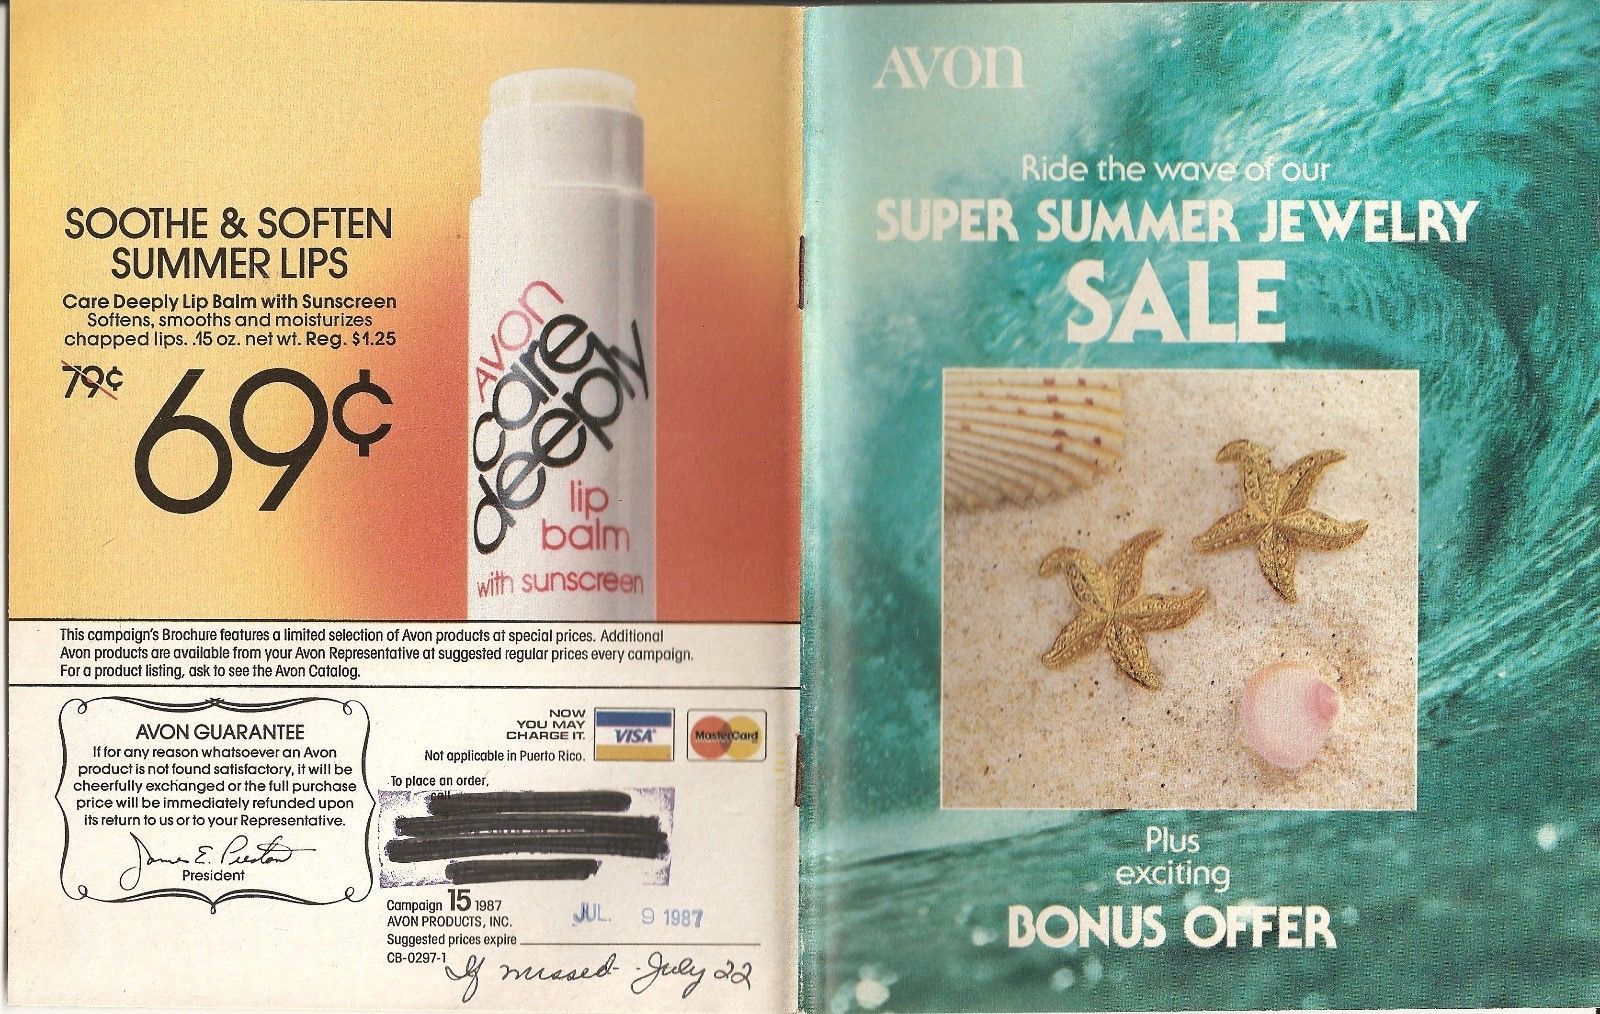 SOOTHE & SOFTEN
SUMMER LIPS
Care Deeply Lip Balm with Sunscreen
Softens, smooths and moisturizes
chapped lips. .15 oz. net wt. Reg. $1.25
79¢
69¢
AVON
care
deeply
lip
balm
with sunscreen
This campaign's Brochure features a limited selection of Avon products at special prices. Additional
Avon products are available from your Avon Representative at suggested regular prices every campaign.
For a product listing, ask to see the Avon Catalog.
AVON GUARANTEE
If for any reason whatsoever an Avon
product is not found satisfactory, it will be
cheerfully exchanged or the full purchase
price will be immediately refunded upon
its return to us or to your Representative.
James E. Preston
President
NOW
YOU MAY
CHARGE IT.
VISA
MasterCard
Not applicable in Puerto Rico.
To place an order,
call
Campaign 15 1987
AVON PRODUCTS, INC.
JUL. 9 1987
Suggested prices expire
CB-0297-1
If missed - July 22
AVON
Ride the wave of our
SUPER SUMMER JEWELRY
SALE
Plus
exciting
BONUS OFFER